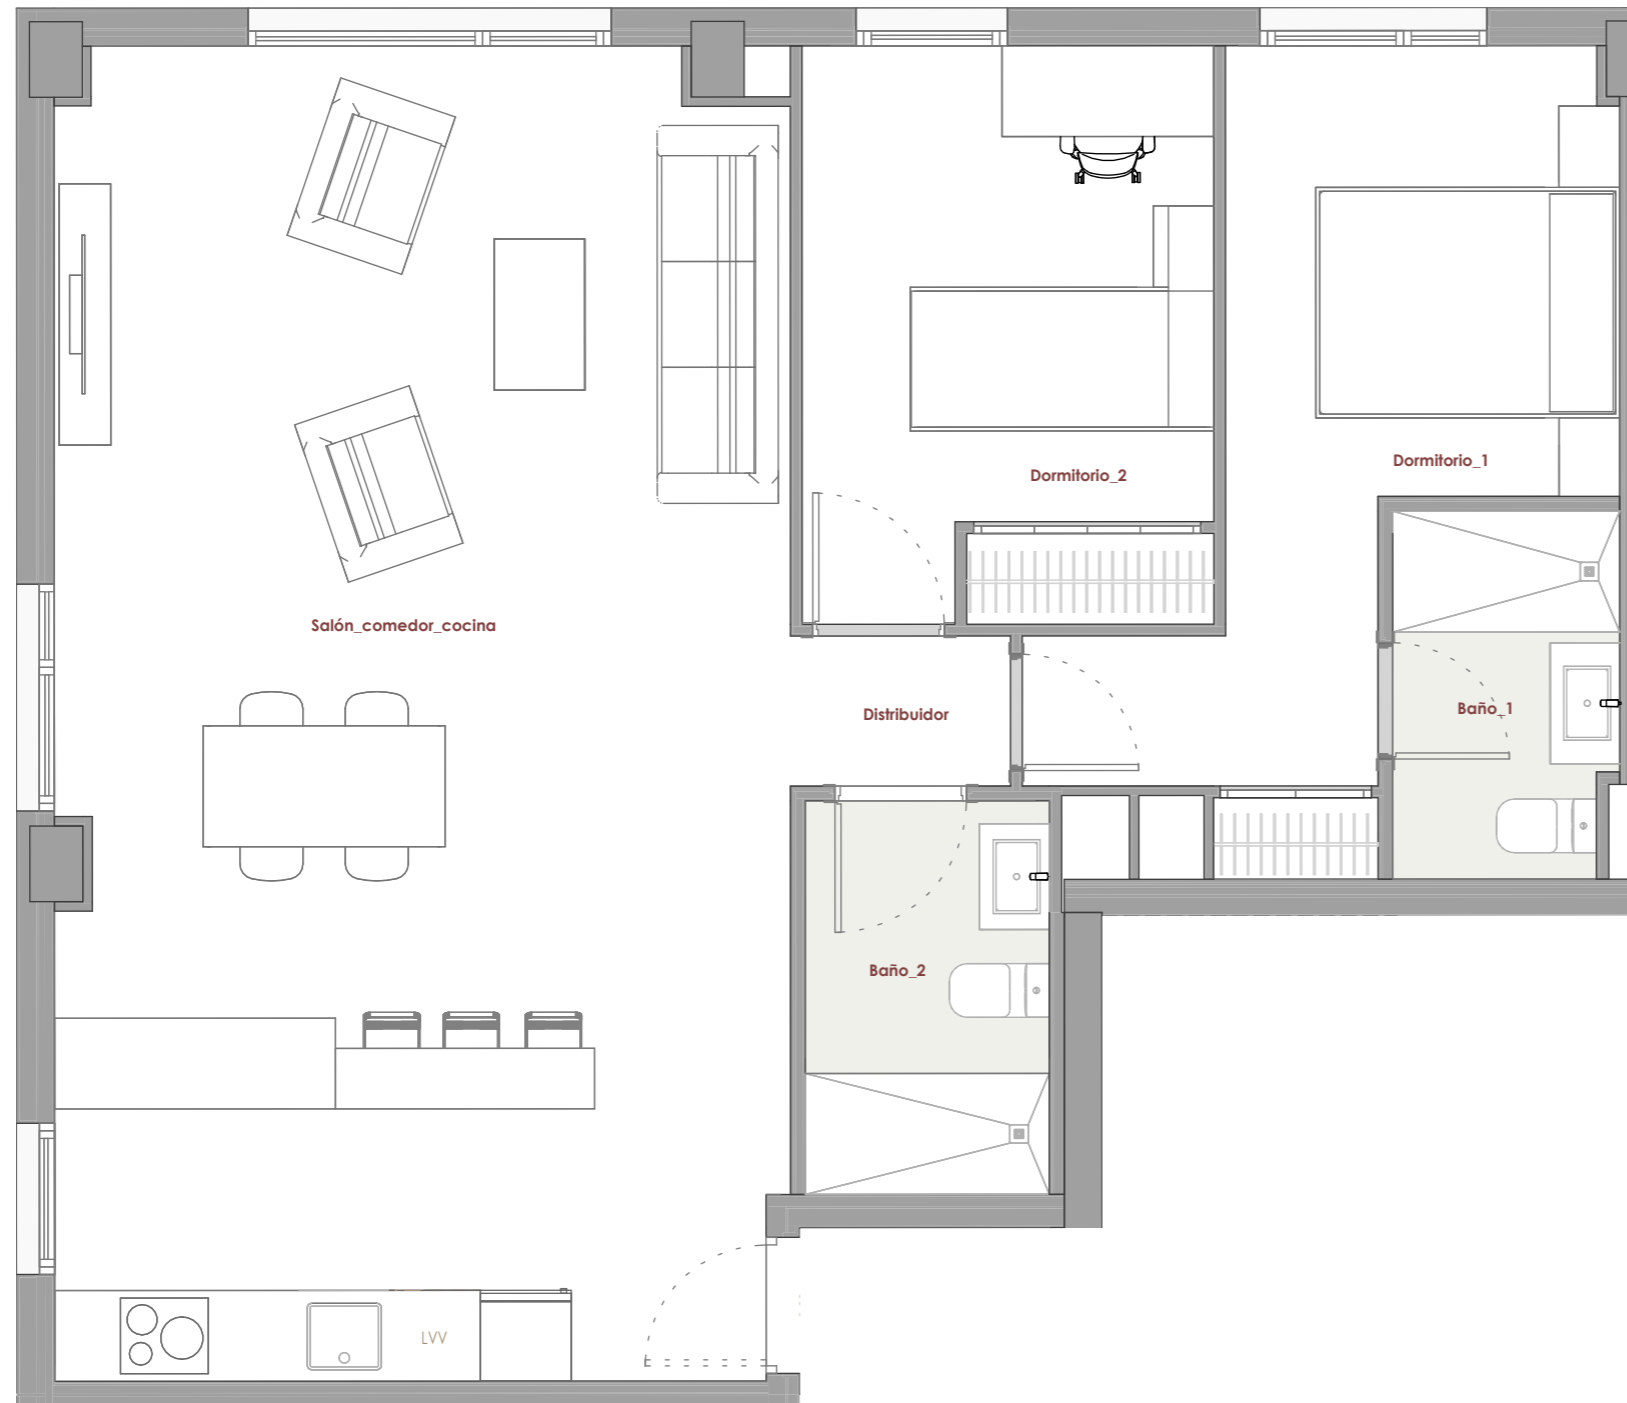 Dormitorio_1
Dormitorio_2
Salón_comedor_cocina
Distribuidor
Baño_1
Baño_2
LVV